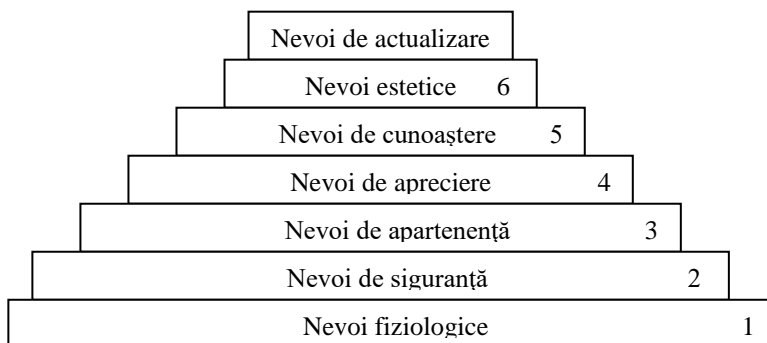 Nevoi de actualizare
Nevoi estetice 6
Nevoi de cunoaștere 5
Nevoi de apreciere 4
Nevoi de apartenență 3
Nevoi de siguranță 2
Nevoi fiziologice 1